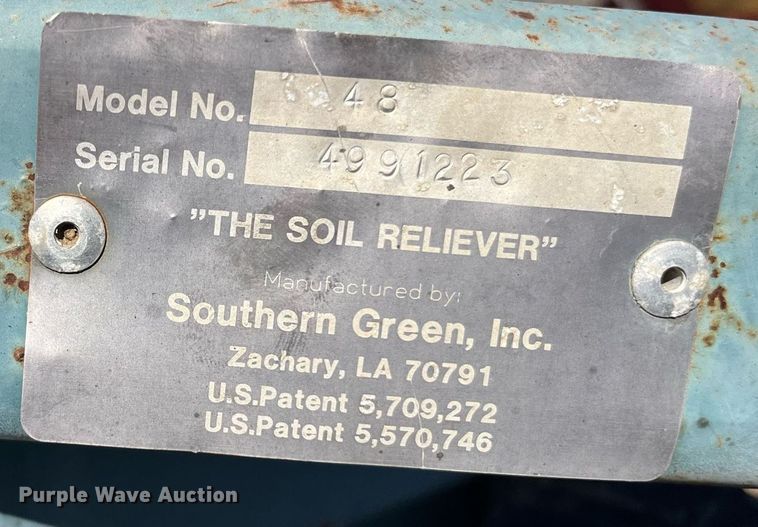 Model No. 48
Serial No. 4991223
"THE SOIL RELIEVER"
Manufactured by:
Southern Green, Inc.
Zachary, LA 70791
U.S.Patent 5,709,272
U.S.Patent 5,570,746
Purple Wave Auction